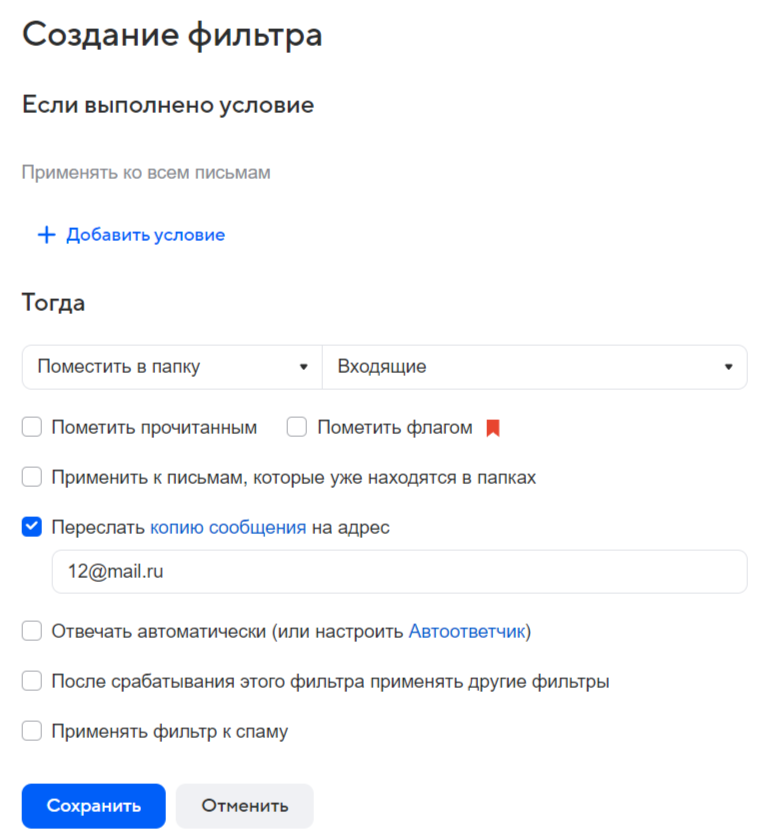 Создание фильтра
Если выполнено условие
Применять ко всем письмам
+ Добавить условие
Тогда
Поместить в папку Входящие
Пометить прочитанным Пометить флагом
Применить к письмам, которые уже находятся в папках
Переслать копию сообщения на адрес
12@mail.ru
Отвечать автоматически (или настроить Автоответчик)
После срабатывания этого фильтра применять другие фильтры
Применять фильтр к спаму
Сохранить Отменить